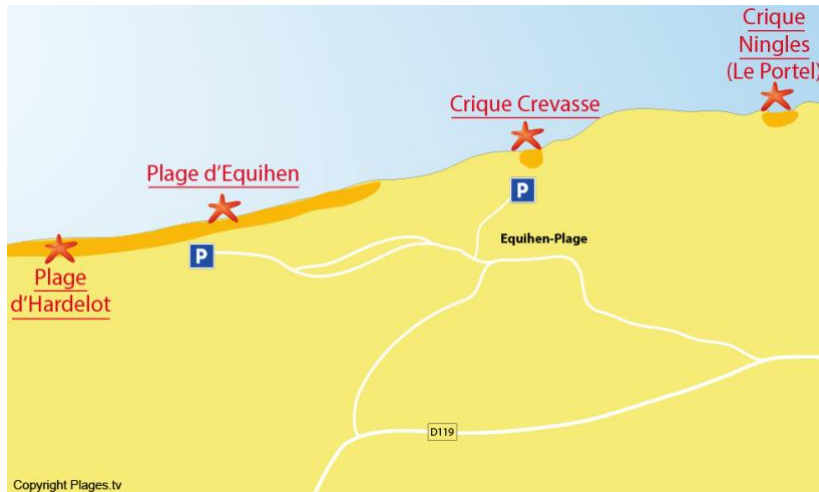 Crique
Ningles
(Le Portel)
Crique Crevasse
Plage d'Equihen
P
Equihen-Plage
P
Plage
d'Hardelot
D119
Copyright Plages.tv